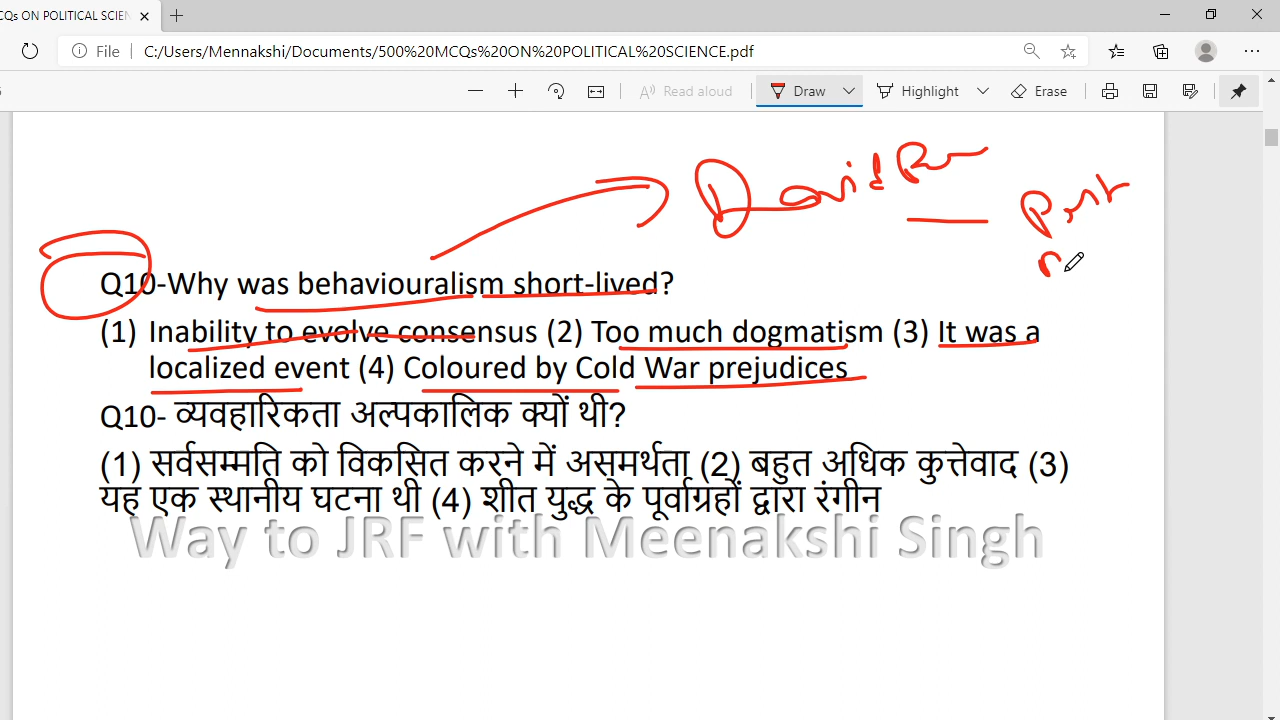 CQs ON POLITICAL SCIEN
File C:/Users/Mennakshi/Documents/500%20MCQs%20ON%20POLITICAL%20SCIENCE.pdf
Read aloud Draw Highlight Erase
David
Post
Q10-Why was behaviouralism short-lived?
(1) Inability to evolve consensus (2) Too much dogmatism (3) It was a
localized event (4) Coloured by Cold War prejudices
Q10- व्यवहारिकता अल्पकालिक क्यों थी?
(1) सर्वसम्मति को विकसित करने में असमर्थता (2) बहुत अधिक कुत्तेवाद (3)
यह एक स्थानीय घटना थी (4) शीत युद्ध के पूर्वाग्रहों द्वारा रंगीन
Way to JRF with Meenakshi Singh